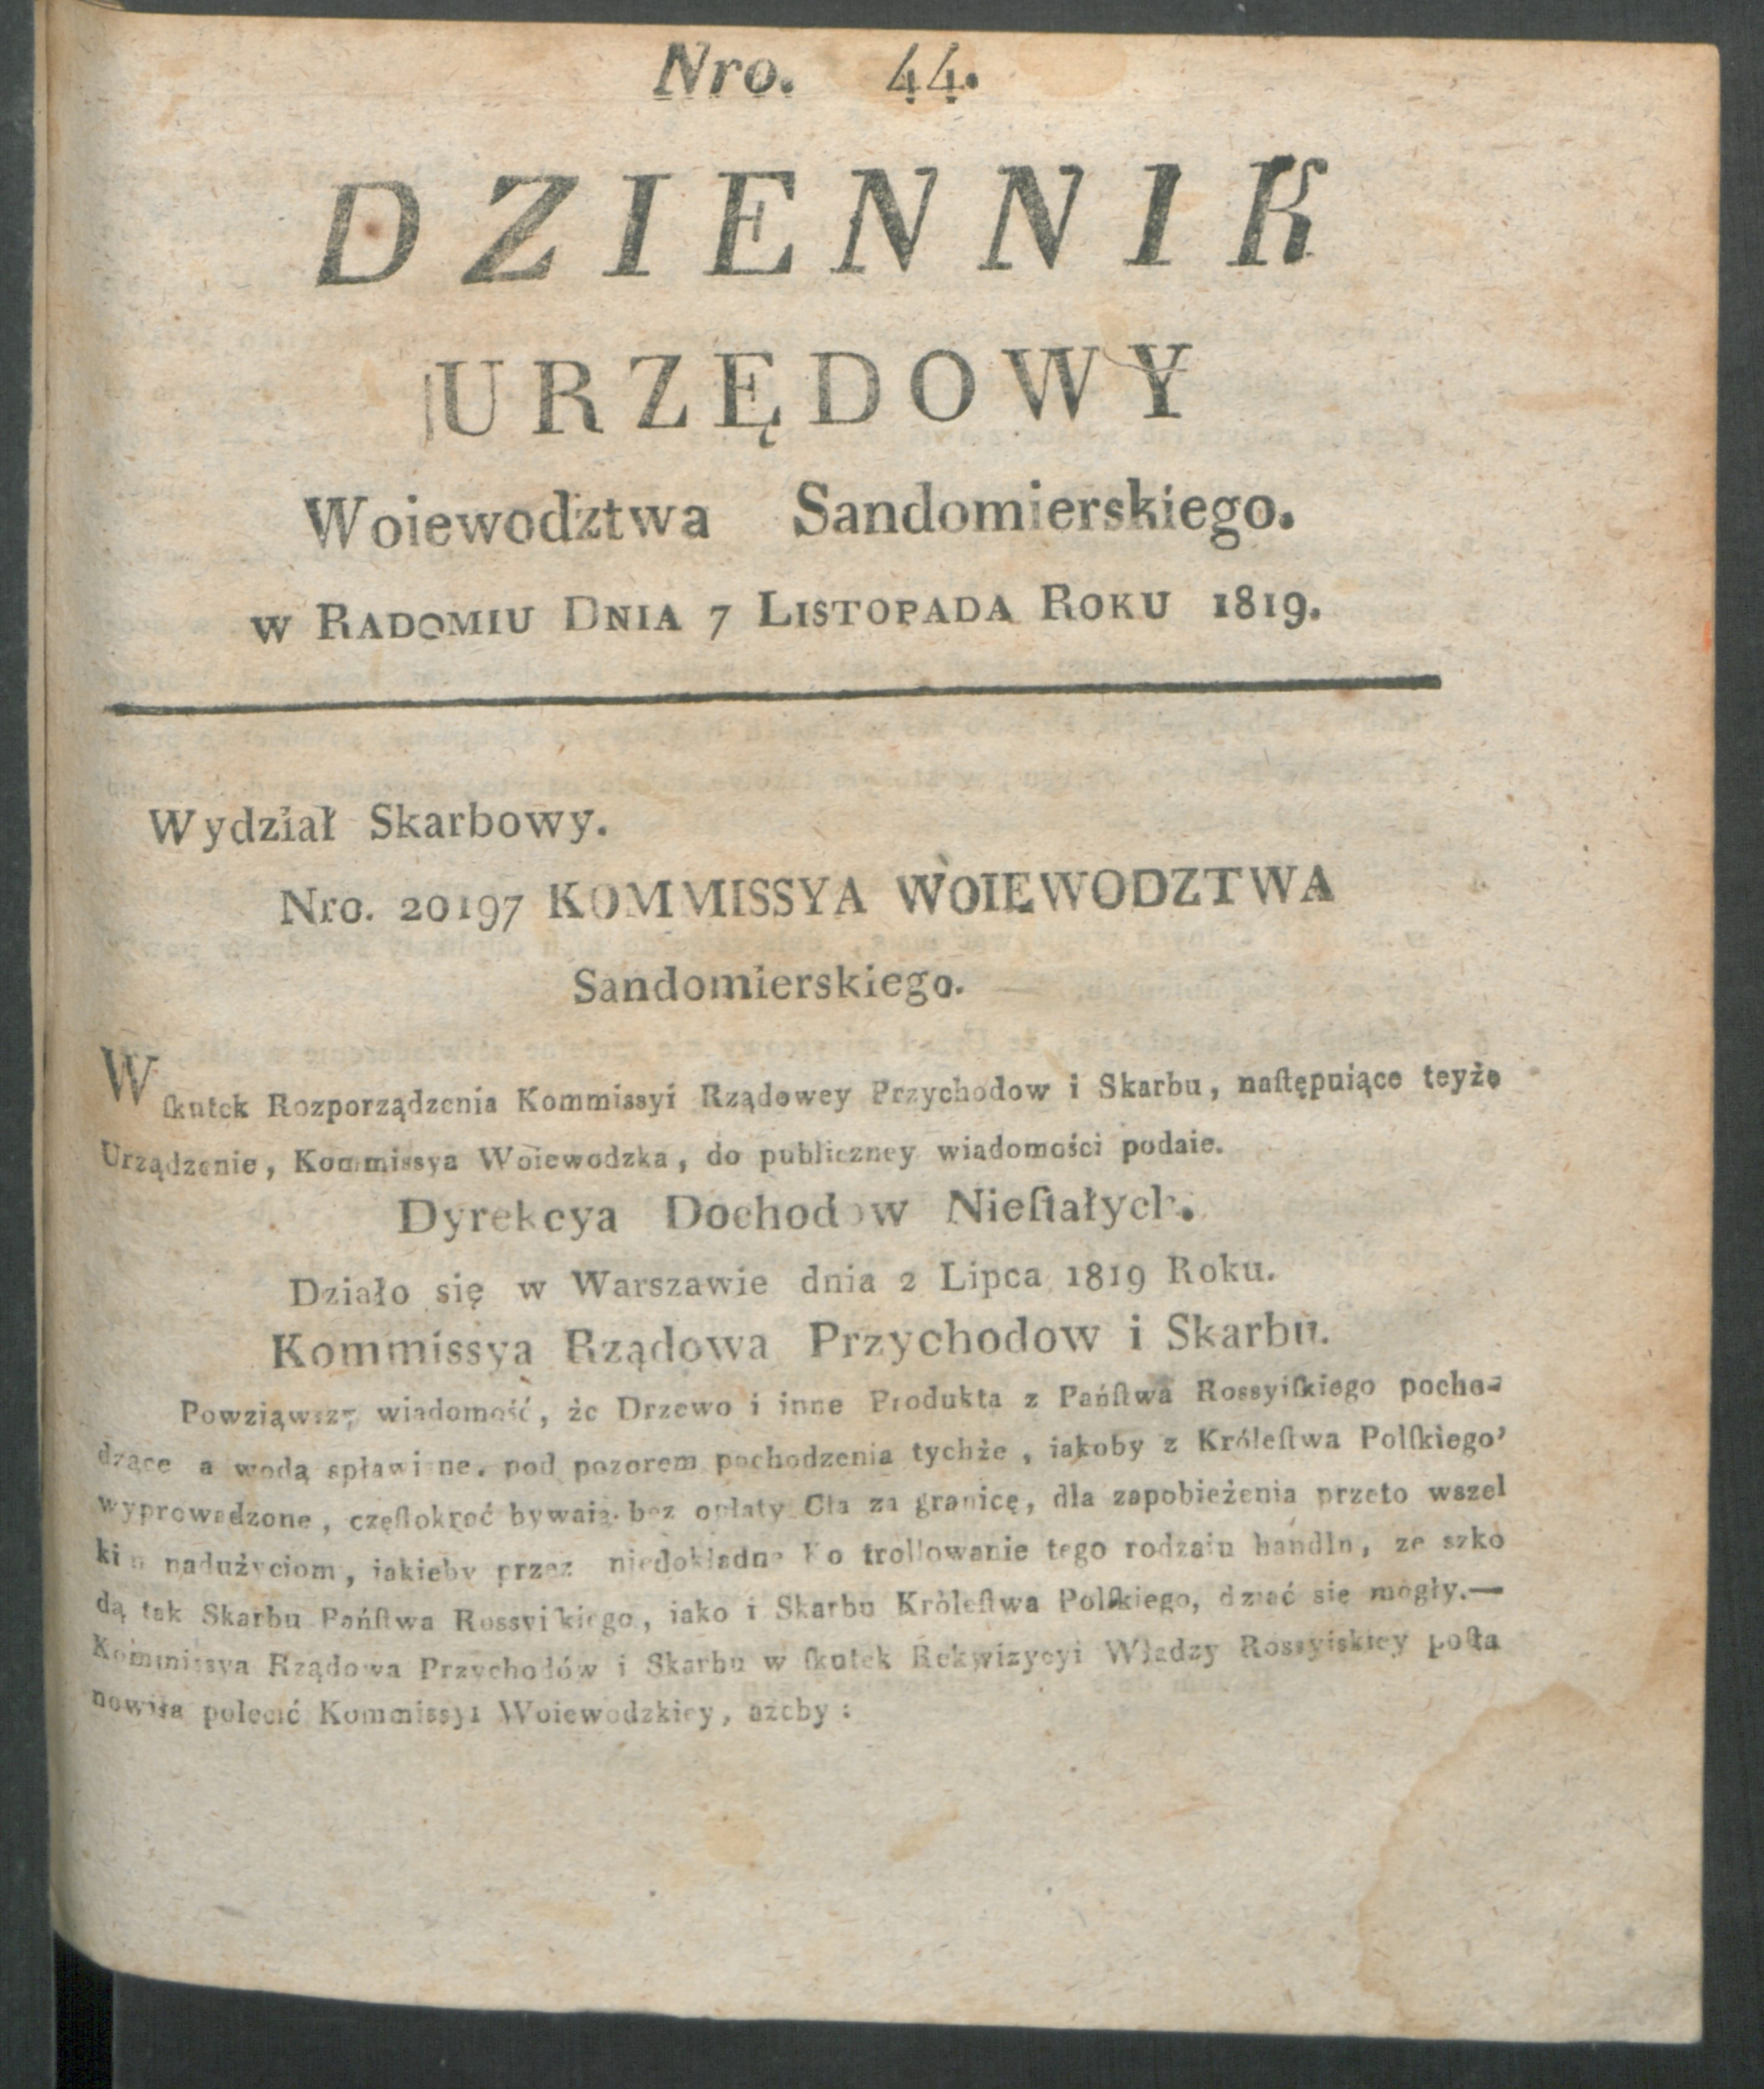 Nro. 44.
DZIENNIK
URZĘDOWY
Woiewodztwa Sandomierskiego.
w Radomiu Dnia 7 Listopada Roku 1819.
Wydział Skarbowy.
Nro. 20197 KOMMISSYA WOIEWODZTWA
Sandomierskiego.
W ſkutek Rozporządzenia Kommissyi Rządowey Przychodow i Skarbu, naſtępuiące teyże
Urządzenie, Kommissya Woiewodzka, do publiczney wiadomości podaie.
Dyrekcya Dochodow Nieſtałych.
Działo się w Warszawie dnia 2 Lipca 1819 Roku.
Kommissya Rządowa Przychodow i Skarbu.
Powziąwszy wiadomość, że Drzewo i inne Produkta z Pańſtwa Rossyiſkiego pocho-
dzące a wodą spławione, pod pozorem pochodzenia tychże, iakoby z Króleſtwa Polſkiego'
wyprowadzone, częſtokroć bywaią bez opłaty Cła za granicę, dla zapobieżenia przeto wszel
kim nadużyciom, iakieby przez niedokładne Kontrollowanie tego rodzaiu handlu, ze szko
dą tak Skarbu Pańſtwa Rossyiſkiego, iako i Skarbu Króleſtwa Polſkiego, dziać się mogły.—
Kommissya Rządowa Przychodów i Skarbu w ſkutek Rekwizycyi Władzy Rossyiskiey poſta
nowiła polecić Kommissyi Woiewodzkiey, ażeby :